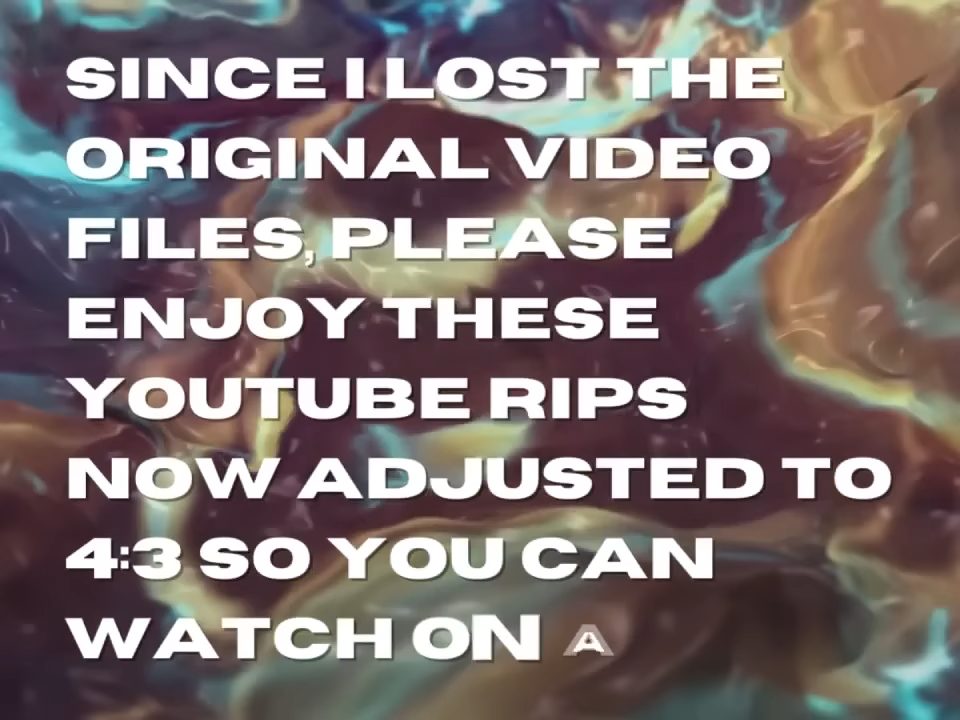 SINCE I LOST THE
ORIGINAL VIDEO
FILES, PLEASE
ENJOY THESE
YOUTUBE RIPS
NOW ADJUSTED TO
4:3 SO YOU CAN
WATCH ON A